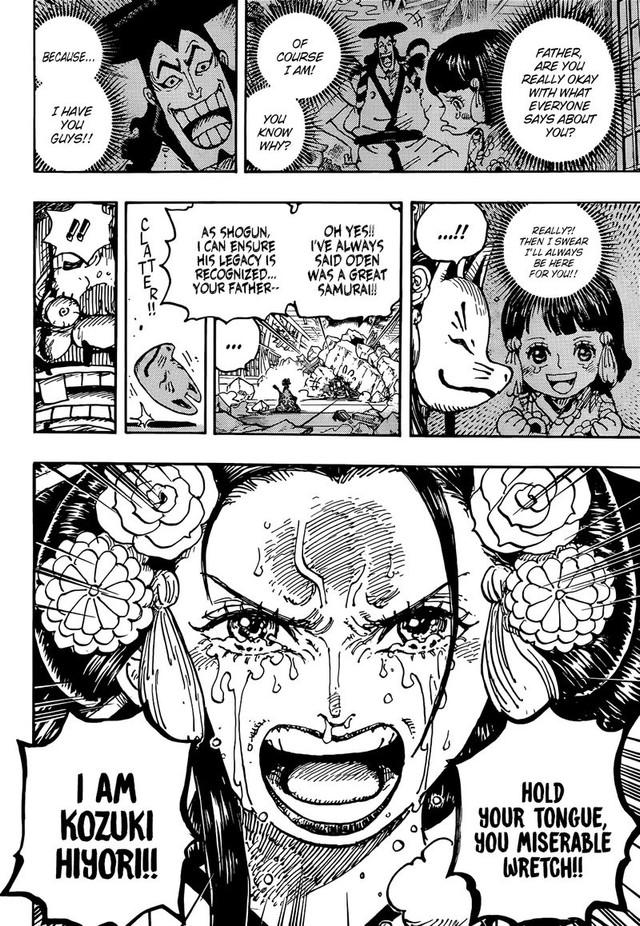 FATHER,
ARE YOU
REALLY OKAY
WITH WHAT
EVERYONE
SAYS ABOUT
YOU?
OF
COURSE
I AM!
YOU
KNOW
WHY?
BECAUSE...
I HAVE
YOU
GUYS!!
REALLY?!
THEN I SWEAR
I'LL ALWAYS
BE HERE
FOR YOU!!
...!!
OH YES!!
I'VE ALWAYS
SAID ODEN
WAS A GREAT
SAMURAI!!
AS SHOGUN,
I CAN ENSURE
HIS LEGACY IS
RECOGNIZED...
YOUR FATHER--
...
CLATTER!!
!!
HOLD
YOUR TONGUE,
YOU MISERABLE
WRETCH!!
I AM
KOZUKI
HIYORI!!